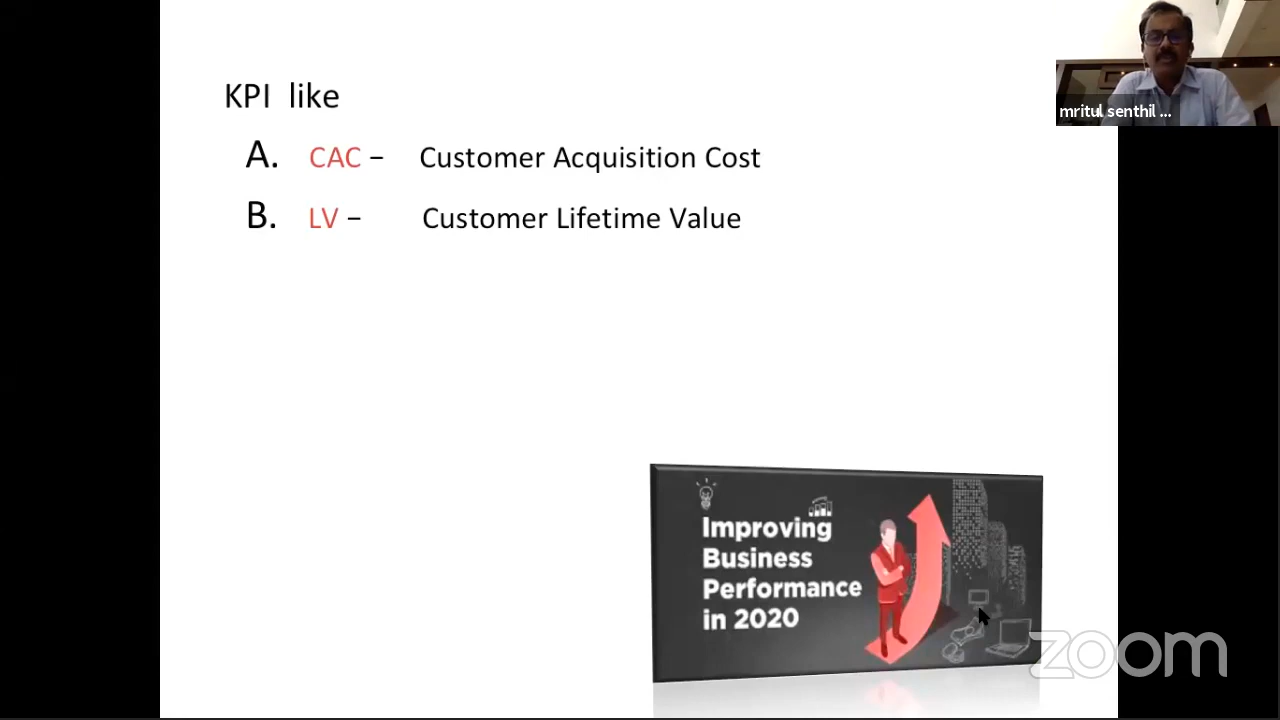 KPI like
A. CAC – Customer Acquisition Cost
B. LV – Customer Lifetime Value
mritul senthil ...
Improving
Business
Performance
in 2020
zoom